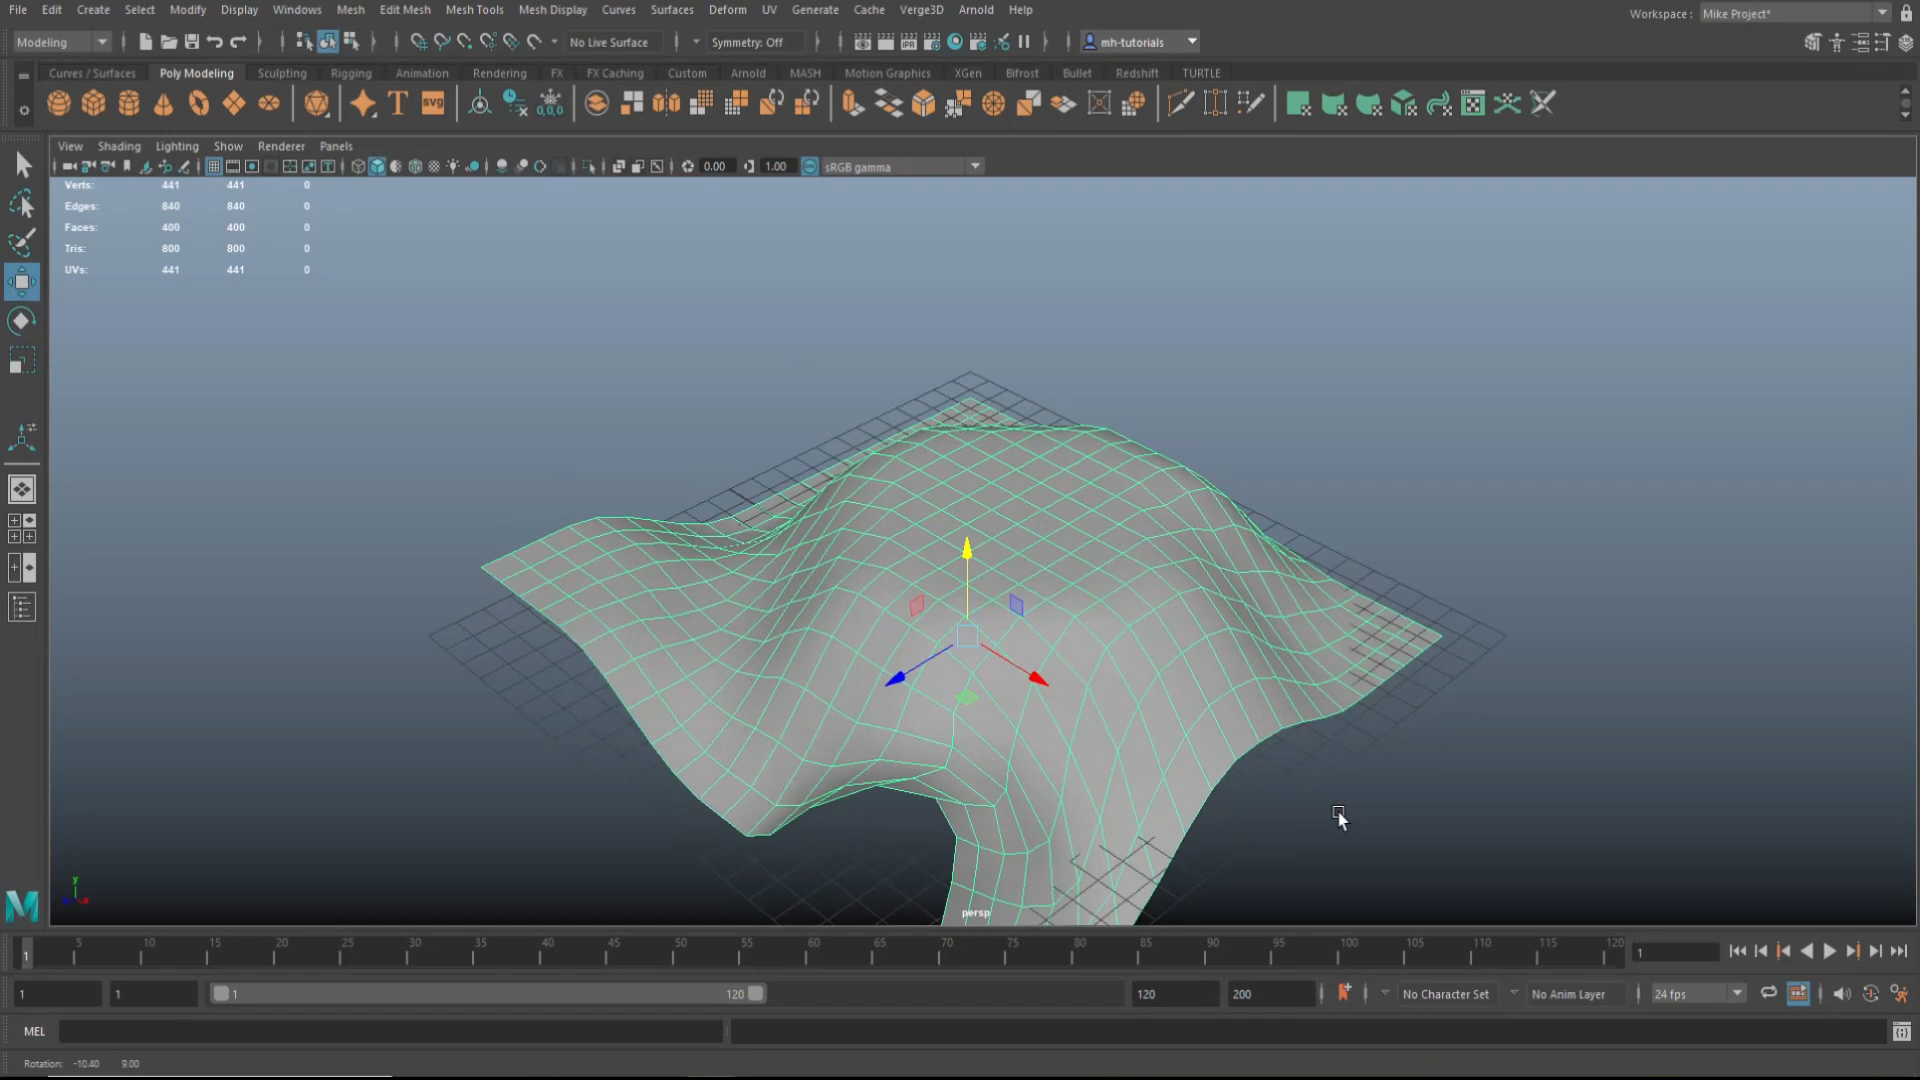 File Edit Create Select Modify Display Windows Mesh Edit Mesh Mesh Tools Mesh Display Curves Surfaces Deform UV Generate Cache Verge3D Arnold Help
Workspace : Mike Project*
Modeling No Live Surface Symmetry: Off mh-tutorials
Curves / Surfaces Poly Modeling Sculpting Rigging Animation Rendering FX FX Caching Custom Arnold MASH Motion Graphics XGen Bifrost Bullet Redshift TURTLE
T SVG 0,0,0
View Shading Lighting Show Renderer Panels
0.00 1.00 sRGB gamma
Verts: 441 441 0
Edges: 840 840 0
Faces: 400 400 0
Tris: 800 800 0
UVs: 441 441 0
y
persp
5 10 15 20 25 30 35 40 45 50 55 60 65 70 75 80 85 90 95 100 105 110 115 120
1 1
1 1 1 120 120 200 No Character Set No Anim Layer 24 fps
MEL
Rotation: -10.40 9.00